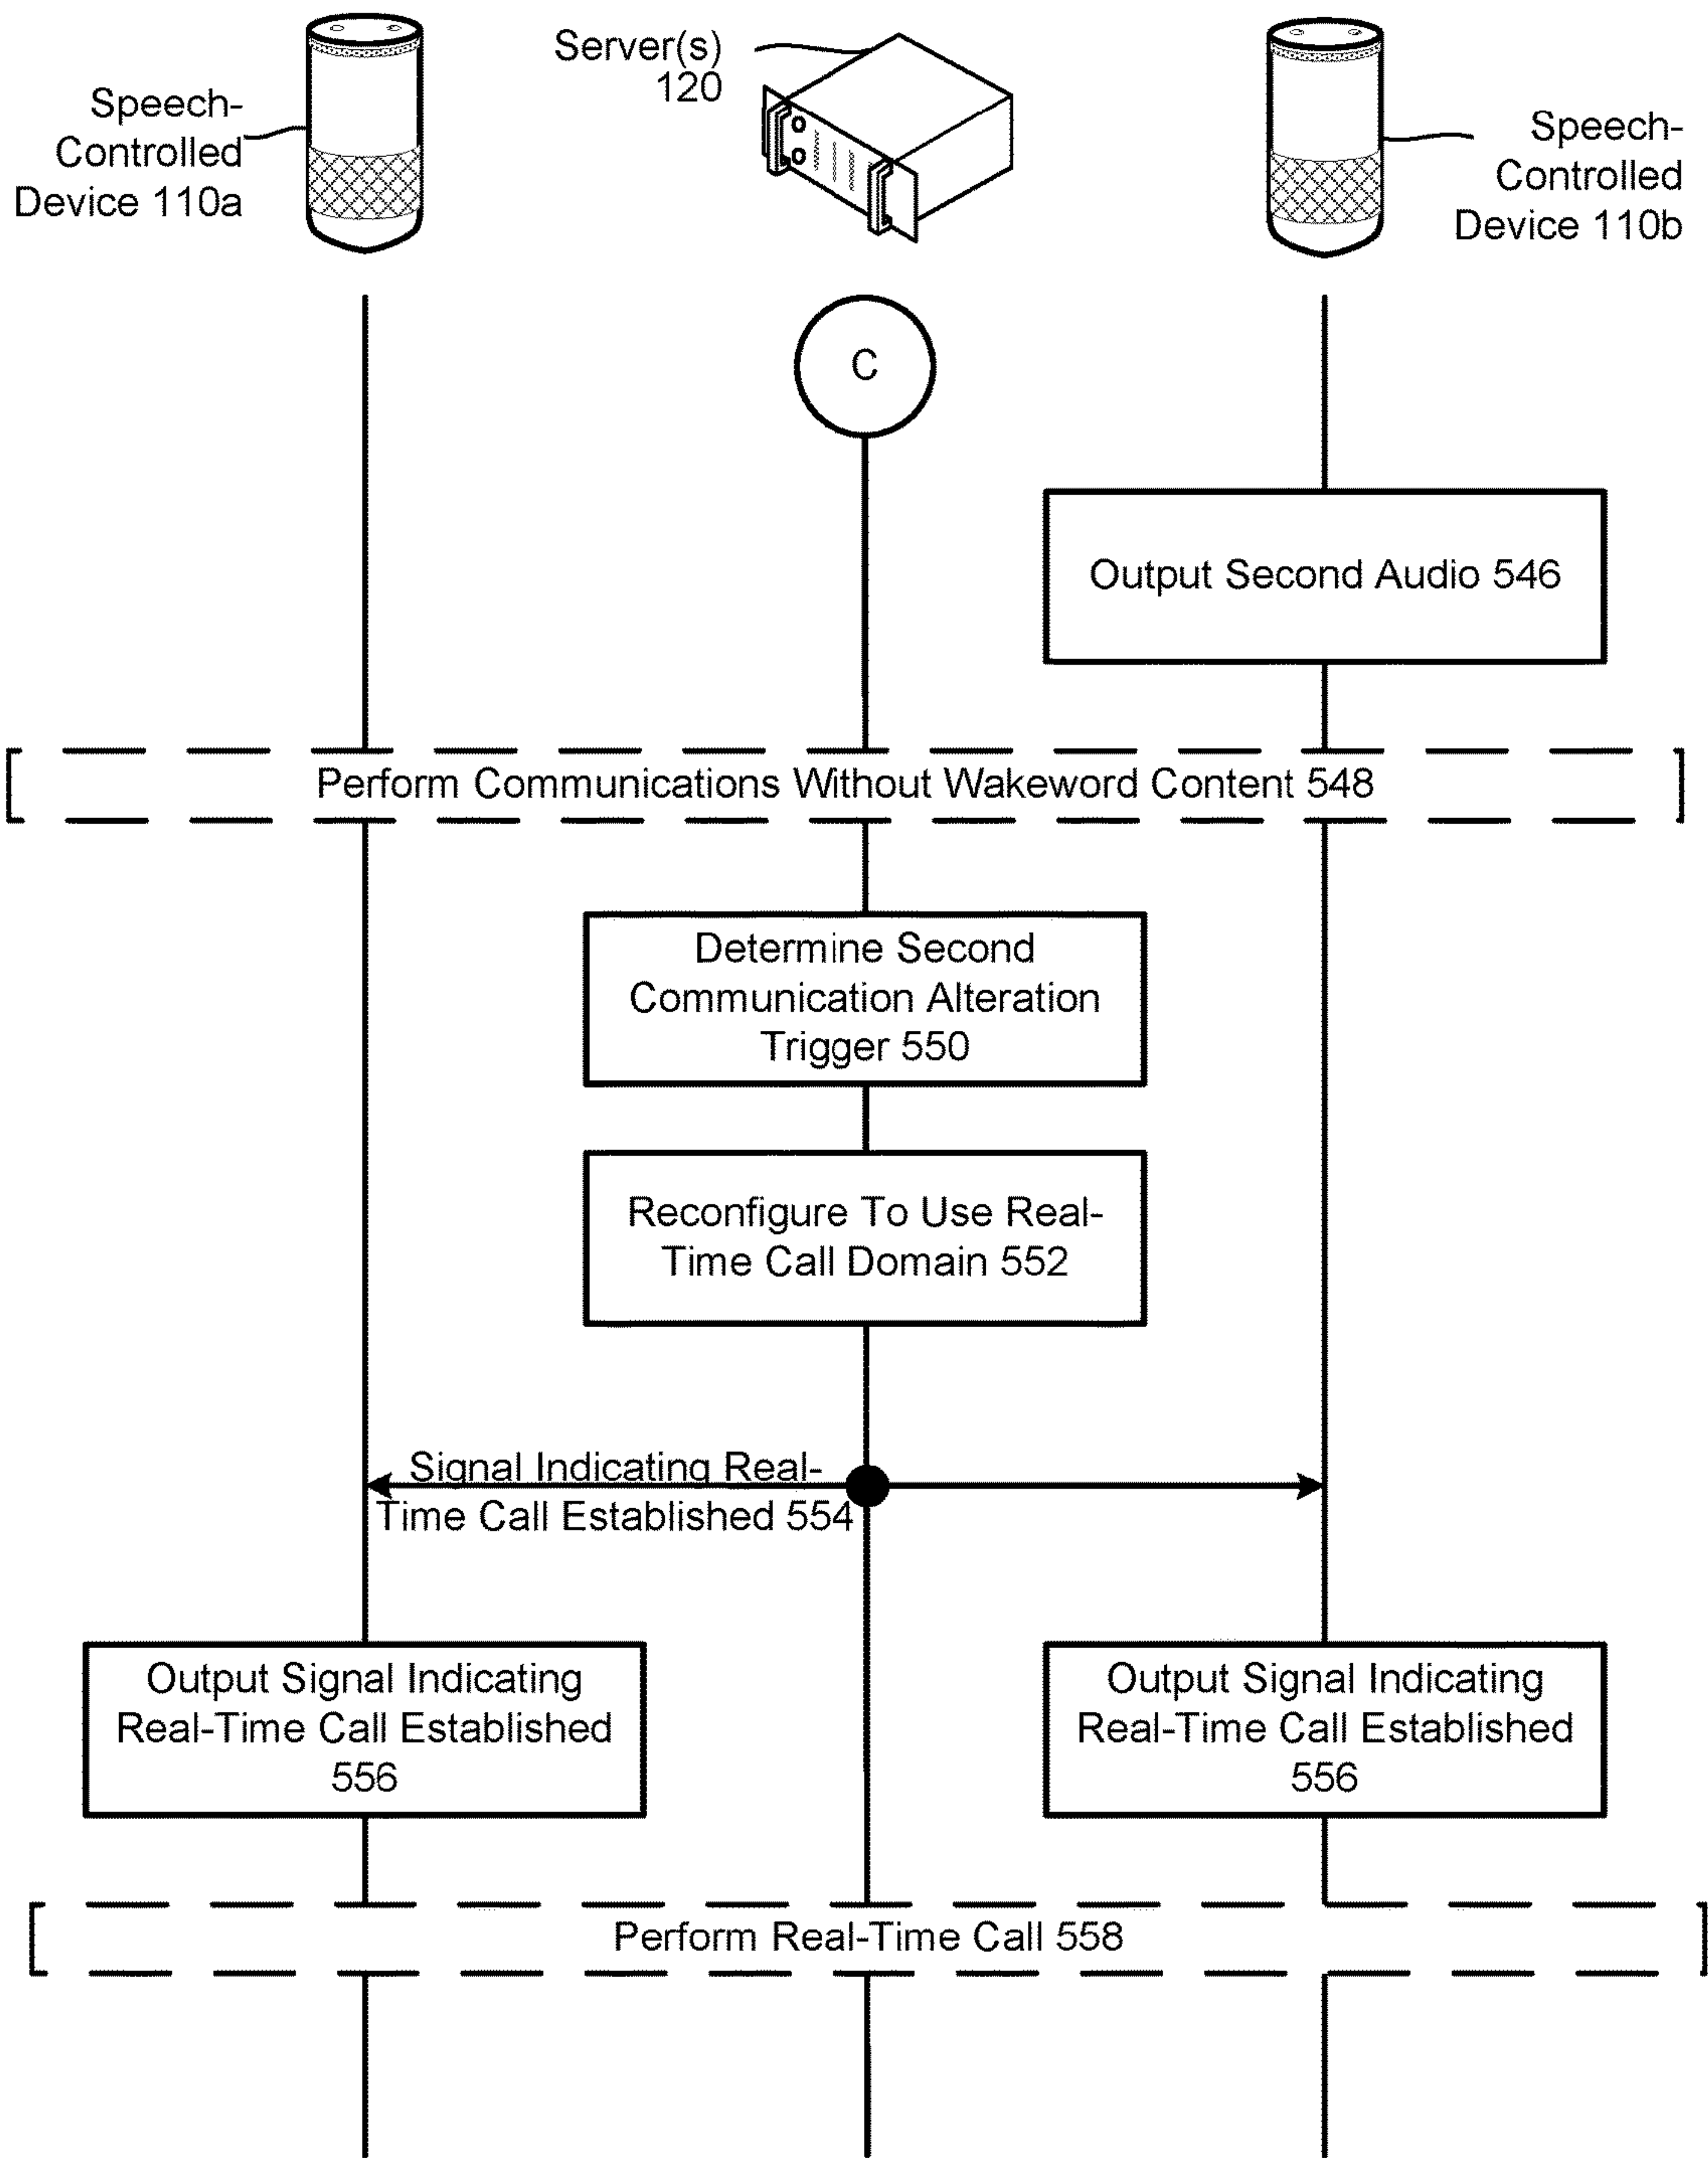 Speech-
Controlled
Device 110a
Server(s)
120
Speech-
Controlled
Device 110b
C
Output Second Audio 546
Perform Communications Without Wakeword Content 548
Determine Second
Communication Alteration
Trigger 550
Reconfigure To Use Real-
Time Call Domain 552
Signal Indicating Real-
Time Call Established 554
Output Signal Indicating
Real-Time Call Established
556
Output Signal Indicating
Real-Time Call Established
556
Perform Real-Time Call 558